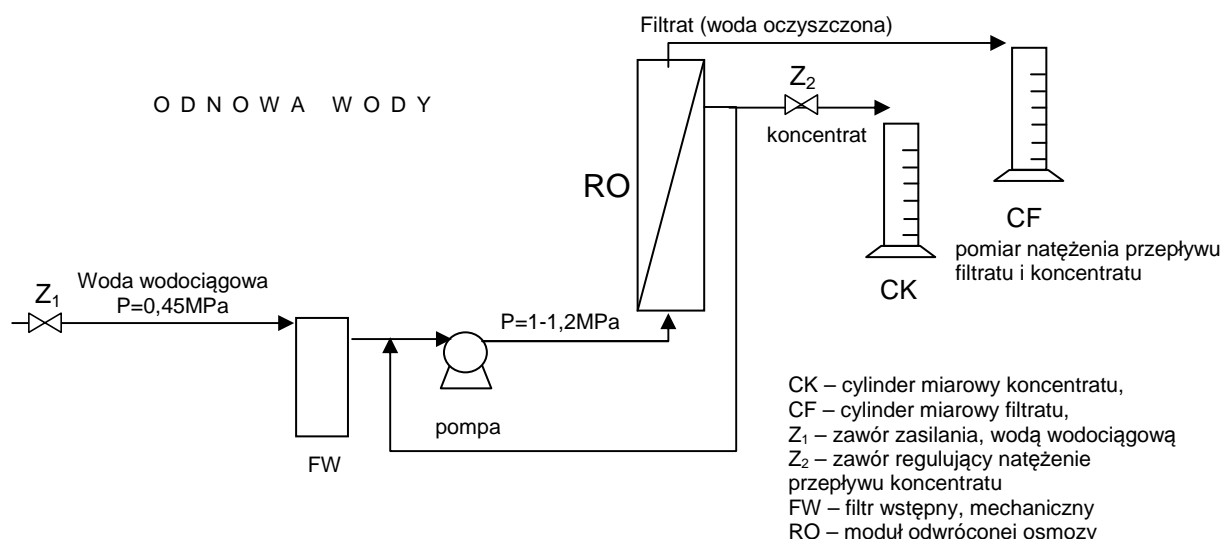 Filtrat (woda oczyszczona)
O D N O W A W O D Y
Z2
koncentrat
RO
CF
pomiar natężenia przepływu
filtratu i koncentratu
CK
Woda wodociągowa
P=0,45MPa
Z1
P=1-1,2MPa
pompa
FW
CK – cylinder miarowy koncentratu,
CF – cylinder miarowy filtratu,
Z1 – zawór zasilania, wodą wodociągową
Z2 – zawór regulujący natężenie
przepływu koncentratu
FW – filtr wstępny, mechaniczny
RO – moduł odwróconej osmozy